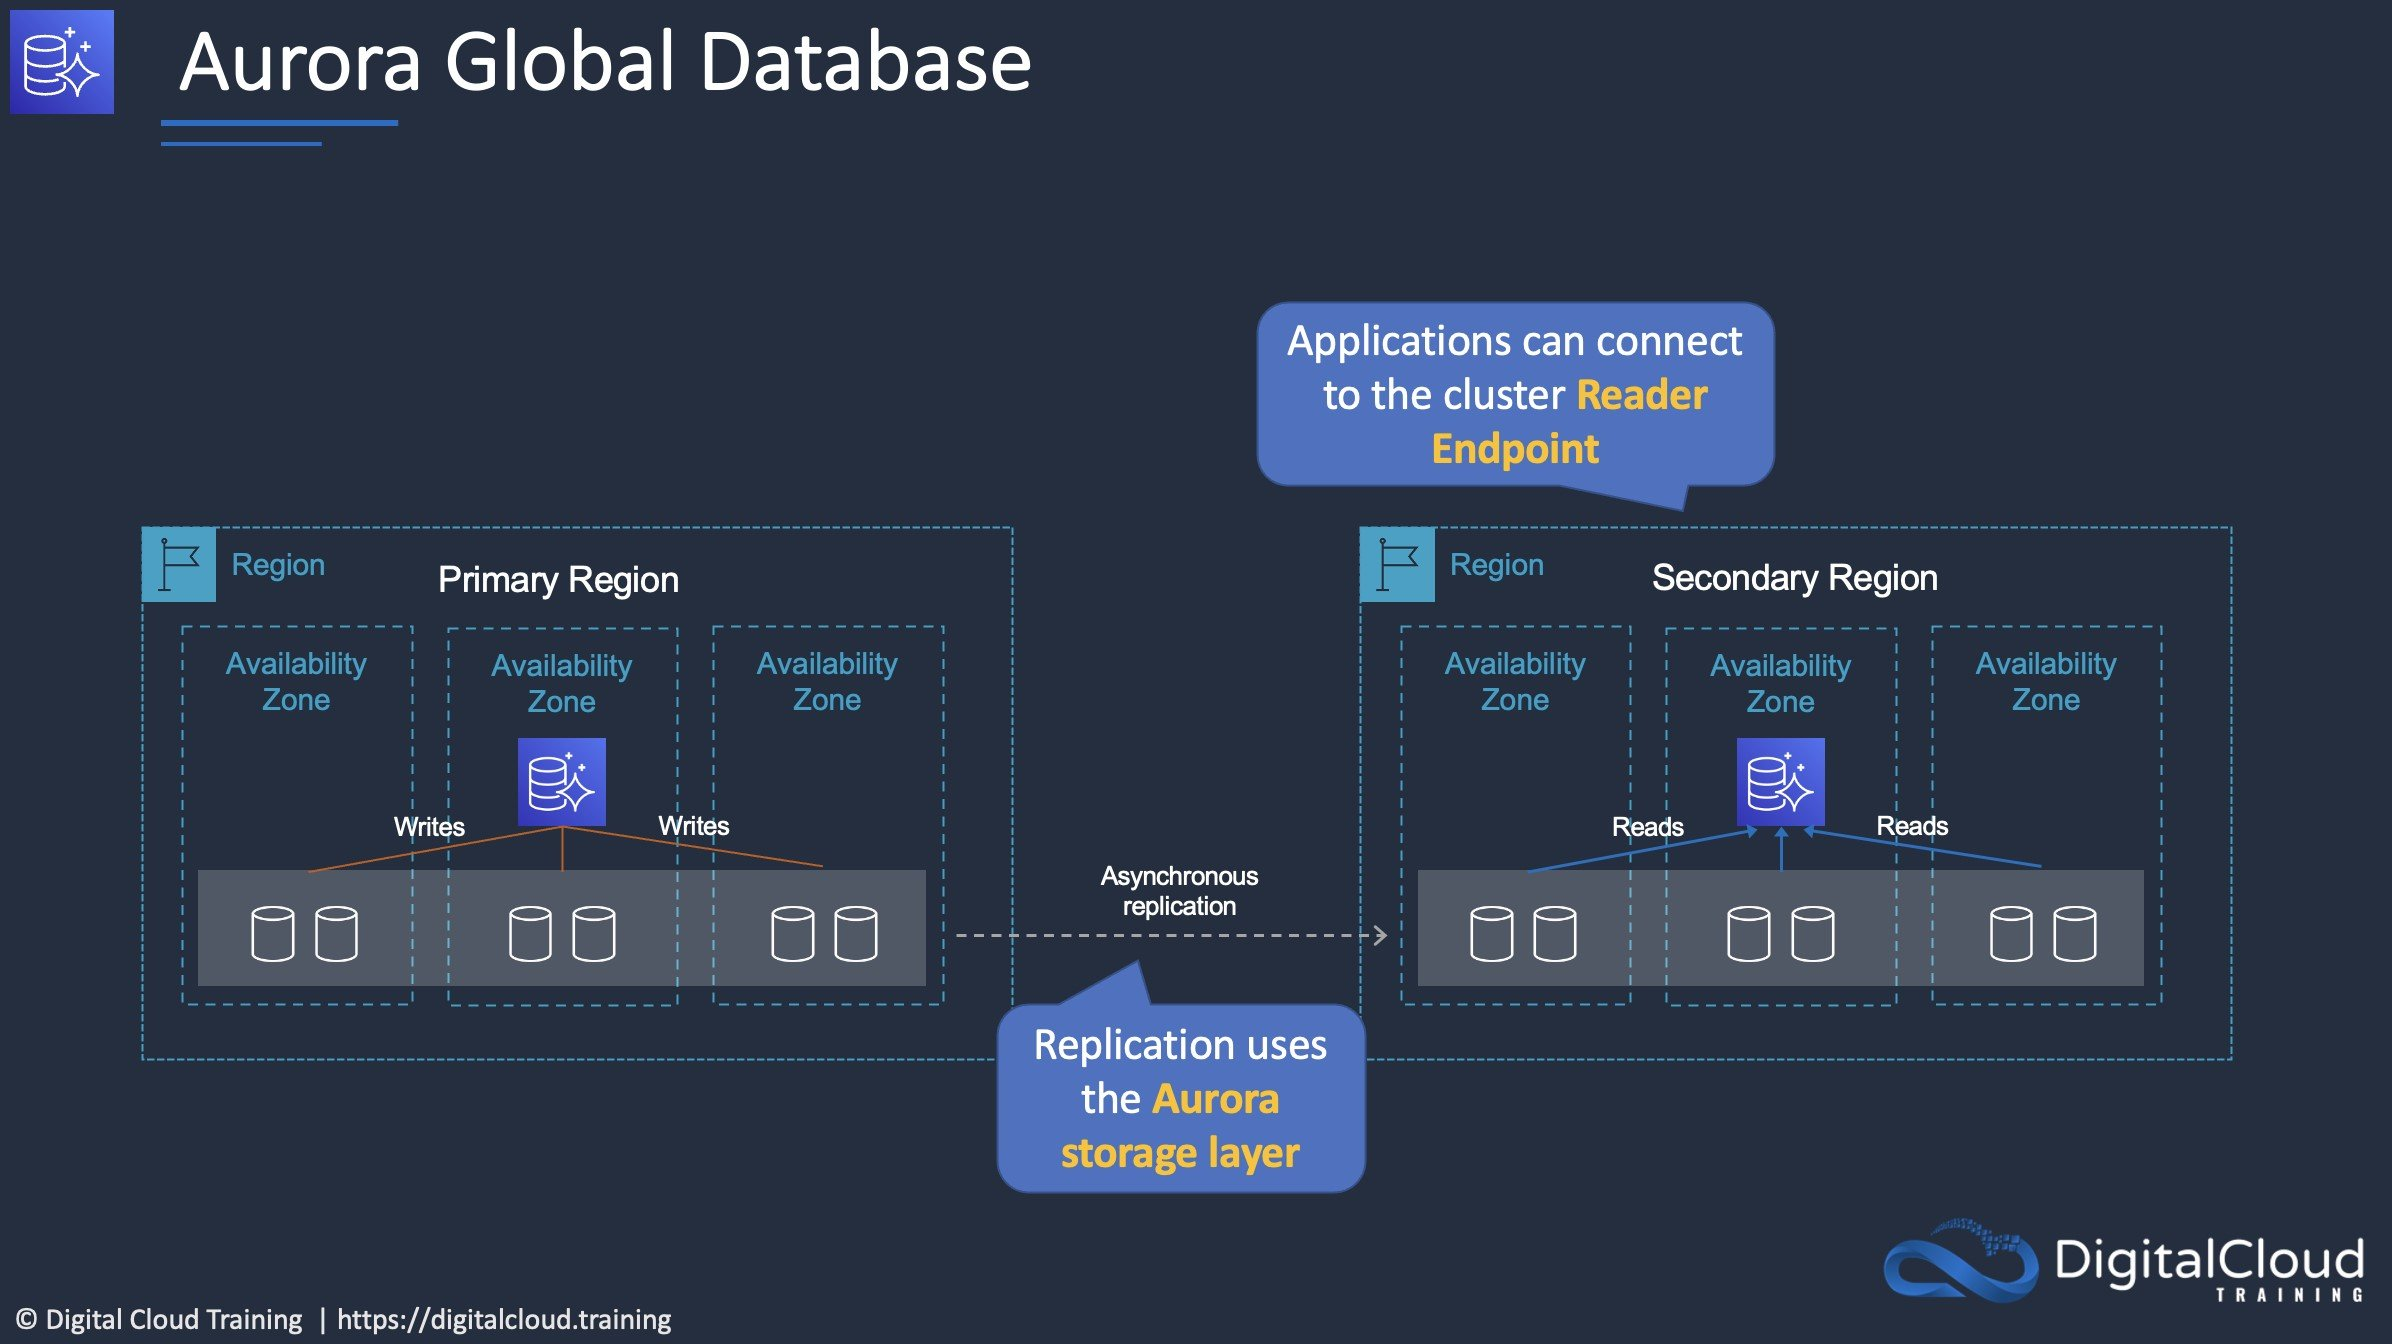 Aurora Global Database
Applications can connect
to the cluster Reader
Endpoint
Region
Primary Region
Availability
Zone
Availability
Zone
Availability
Zone
Writes
Writes
Asynchronous
replication
Replication uses
the Aurora
storage layer
Region
Secondary Region
Availability
Zone
Availability
Zone
Availability
Zone
Reads
Reads
DigitalCloud
TRAINING
© Digital Cloud Training | https://digitalcloud.training